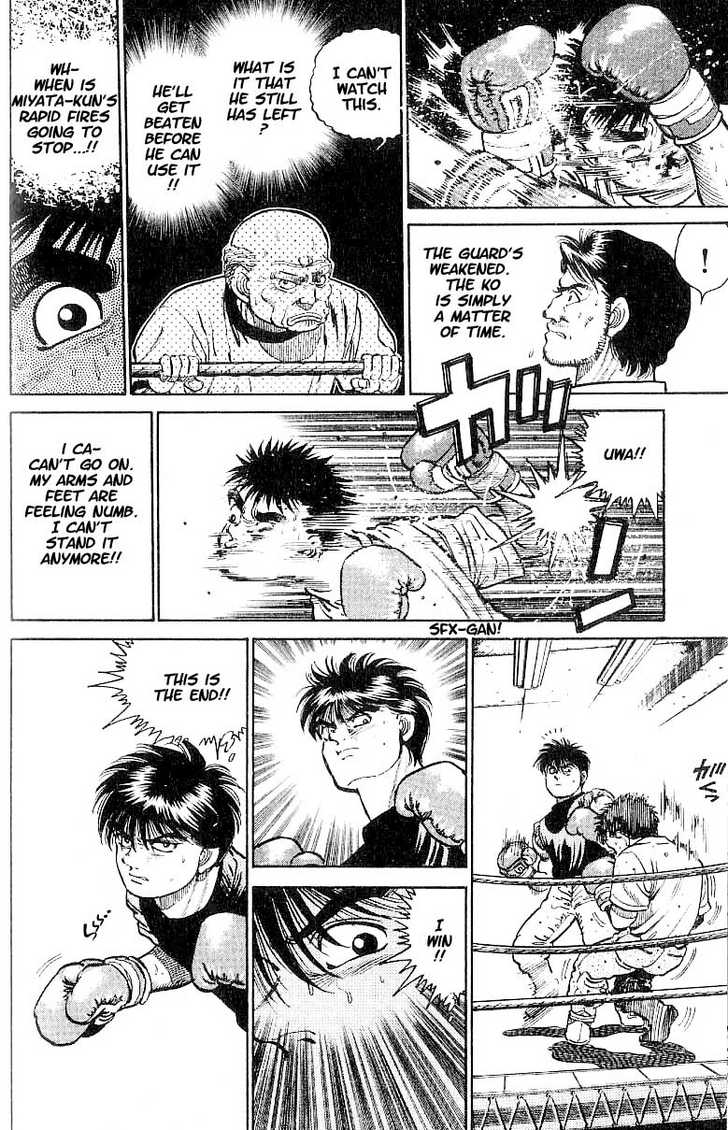 !
THE GUARD'S
WEAKENED.
THE KO
IS SIMPLY
A MATTER
OF TIME.
I CAN'T
WATCH
THIS.
WHAT IS
IT THAT
HE STILL
HAS LEFT
?
HE'LL
GET
BEATEN
BEFORE
HE CAN
USE IT
!!
WH-
WHEN IS
MIYATA-KUN'S
RAPID FIRES
GOING TO
STOP...!!
UWA!!
ガッ!!
SFX-GAN!
I CA-
CAN'T GO ON.
MY ARMS AND
FEET ARE
FEELING NUMB.
I CAN'T
STAND IT
ANYMORE!!
I
WIN
!!
THIS IS
THE END!!